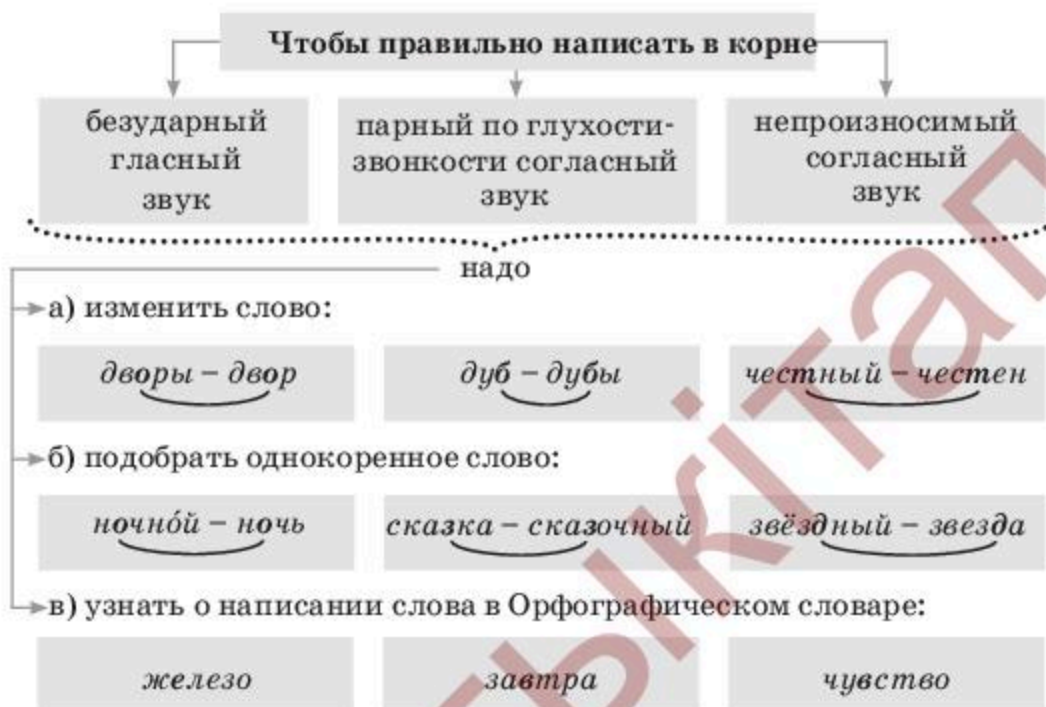 Чтобы правильно написать в корне
безударный
гласный
звук
парный по глухости-
звонкости согласный
звук
непроизносимый
согласный
звук
надо
а) изменить слово:
дворы – двор
дуб – дубы
честный – честен
б) подобрать однокоренное слово:
ночно́й – ночь
сказка – сказочный
звёздный – звезда
в) узнать о написании слова в Орфографическом словаре:
железо
завтра
чувство